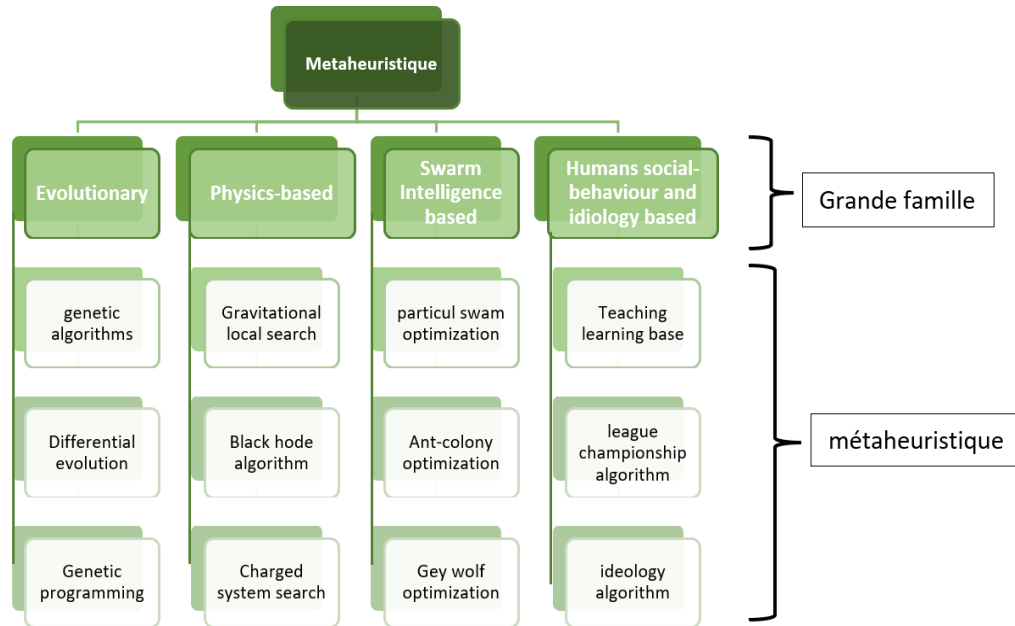 Metaheuristique
Evolutionary
Physics-based
Swarm
Intelligence
based
Humans social-
behaviour and
idiology based
Grande famille
genetic
algorithms
Gravitational
local search
particul swam
optimization
Teaching
learning base
Differential
evolution
Black hode
algorithm
Ant-colony
optimization
league
championship
algorithm
métaheuristique
Genetic
programming
Charged
system search
Gey wolf
optimization
ideology
algorithm